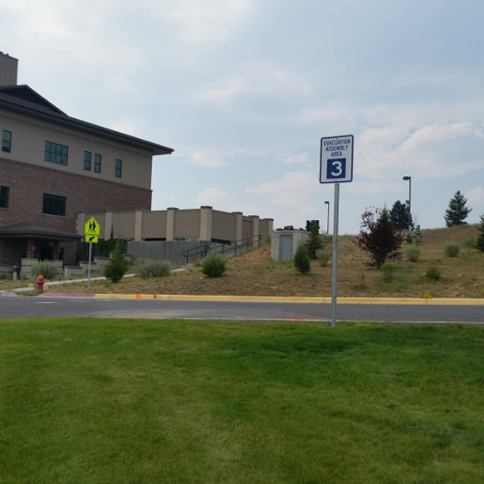 EVACUATION
ASSEMBLY
AREA
3